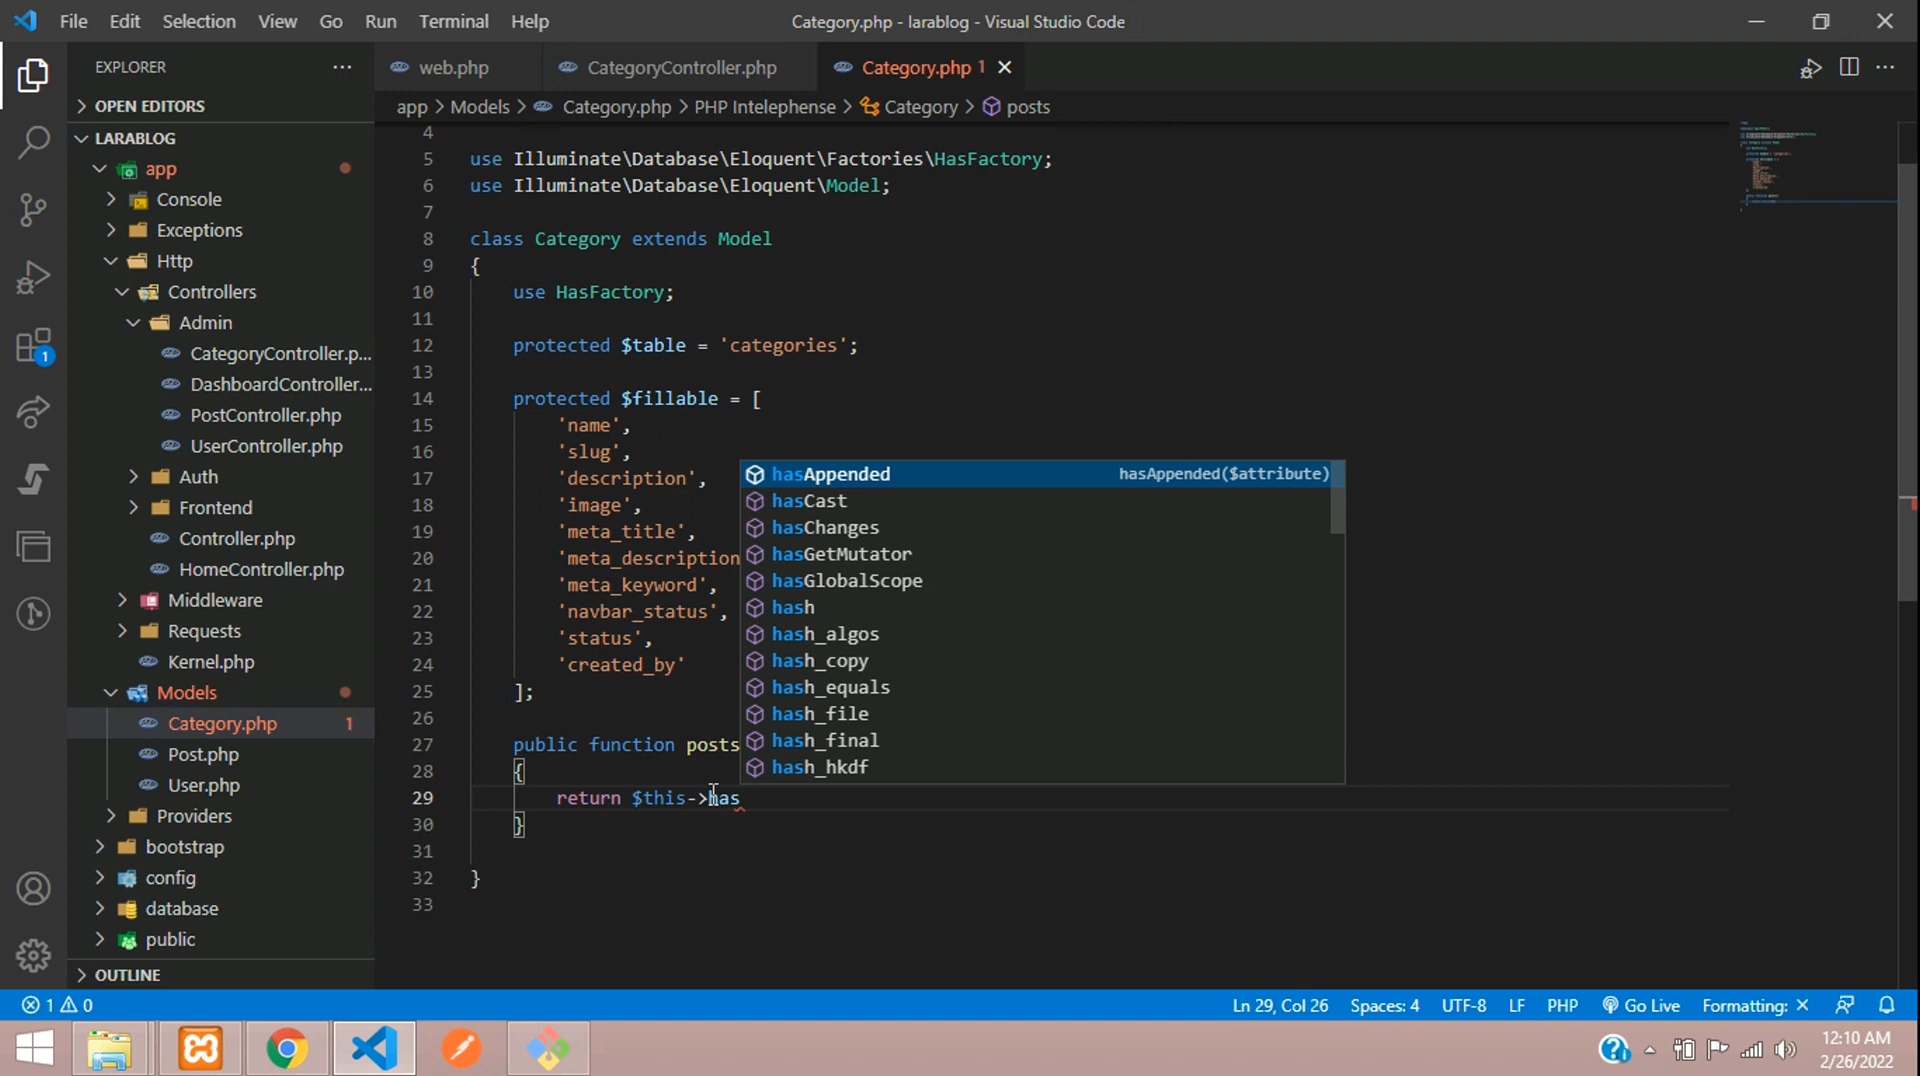 File Edit Selection View Go Run Terminal Help
Category.php - larablog - Visual Studio Code
EXPLORER
OPEN EDITORS
LARABLOG
app
Console
Exceptions
Http
Controllers
Admin
CategoryController.p...
DashboardController...
PostController.php
UserController.php
Auth
Frontend
Controller.php
HomeController.php
Middleware
Requests
Kernel.php
Models
Category.php 1
Post.php
User.php
Providers
bootstrap
config
database
public
OUTLINE
1
web.php CategoryController.php Category.php 1
app > Models > Category.php > PHP Intelephense > Category > posts
4
5 use Illuminate\Database\Eloquent\Factories\HasFactory;
6 use Illuminate\Database\Eloquent\Model;
7
8 class Category extends Model
9 {
10 use HasFactory;
11
12 protected $table = 'categories';
13
14 protected $fillable = [
15 'name',
16 'slug',
17 'description',
18 'image',
19 'meta_title',
20 'meta_description
21 'meta_keyword',
22 'navbar_status',
23 'status',
24 'created_by'
25 ];
26
27 public function posts
28 {
29 return $this->has
30 }
31
32 }
33
hasAppended hasAppended($attribute)
hasCast
hasChanges
hasGetMutator
hasGlobalScope
hash
hash_algos
hash_copy
hash_equals
hash_file
hash_final
hash_hkdf
1 0
Ln 29, Col 26 Spaces: 4 UTF-8 LF PHP Go Live Formatting: ×
12:10 AM
2/26/2022